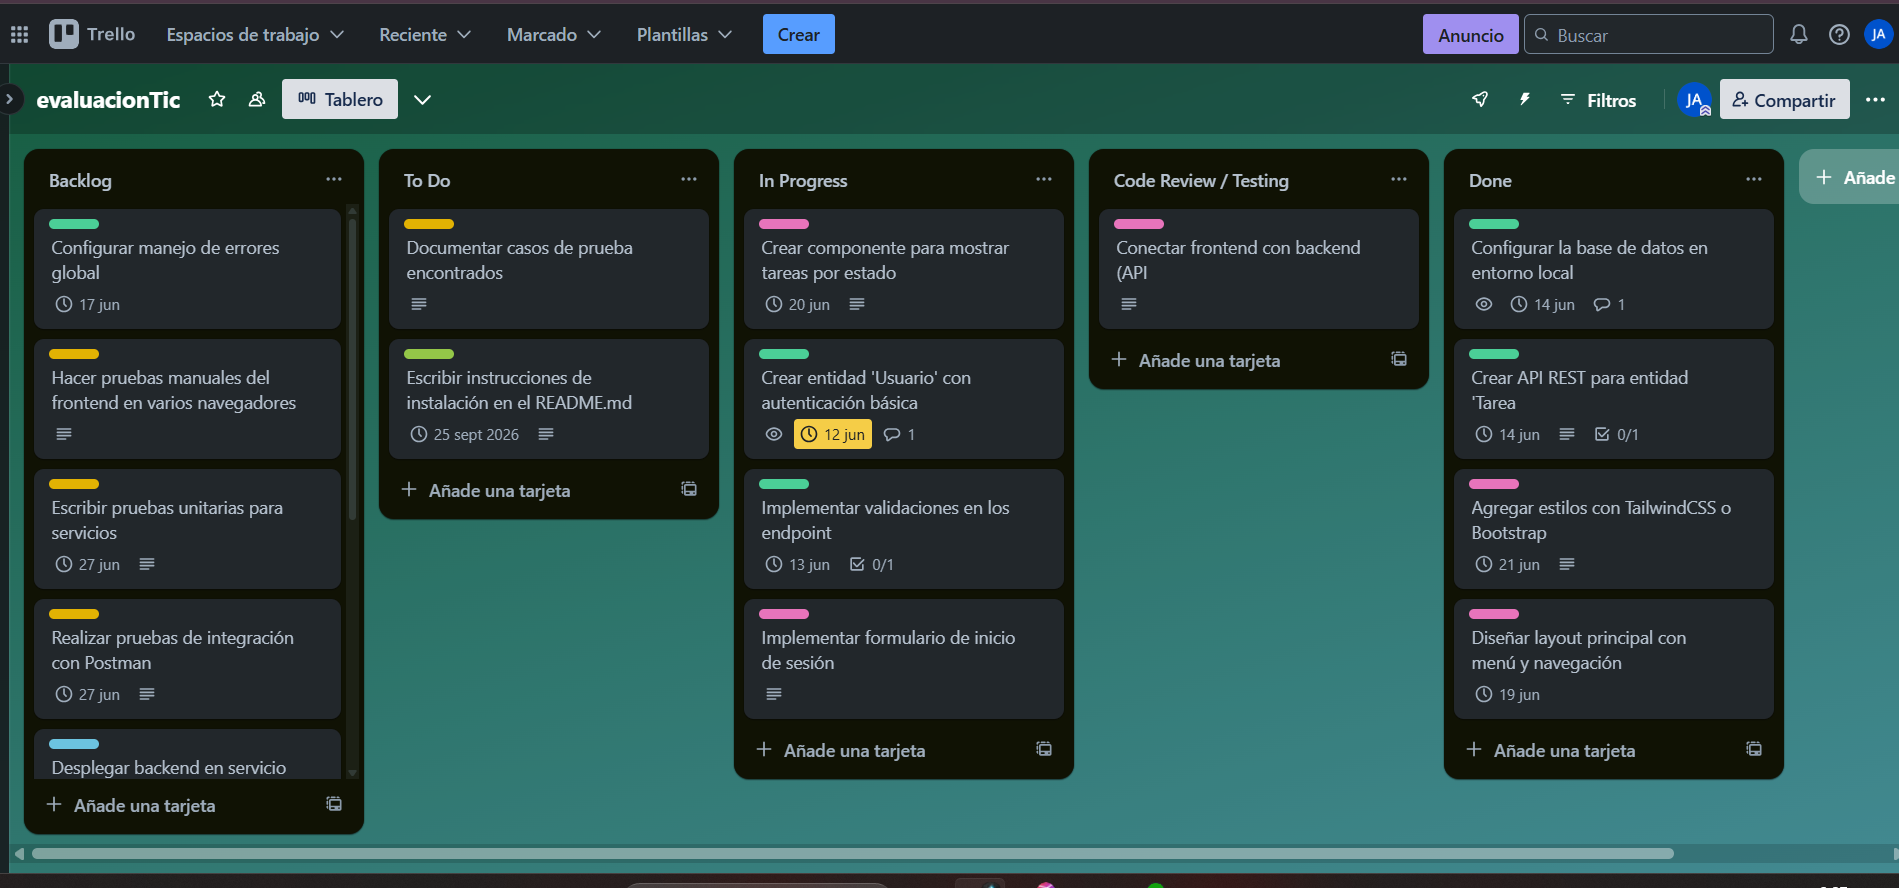 Trello
Espacios de trabajo
Reciente
Marcado
Plantillas
Crear
Anuncio
Buscar
JA
evaluacionTic
Tablero
Filtros
JA
Compartir
Backlog
Configurar manejo de errores
global
17 jun
Hacer pruebas manuales del
frontend en varios navegadores
Escribir pruebas unitarias para
servicios
27 jun
Realizar pruebas de integración
con Postman
27 jun
Desplegar backend en servicio
Añade una tarjeta
To Do
Documentar casos de prueba
encontrados
Escribir instrucciones de
instalación en el README.md
25 sept 2026
Añade una tarjeta
In Progress
Crear componente para mostrar
tareas por estado
20 jun
Crear entidad 'Usuario' con
autenticación básica
12 jun 1
Implementar validaciones en los
endpoint
13 jun 0/1
Implementar formulario de inicio
de sesión
Añade una tarjeta
Code Review / Testing
Conectar frontend con backend
(API
Añade una tarjeta
Done
Configurar la base de datos en
entorno local
14 jun 1
Crear API REST para entidad
'Tarea
14 jun 0/1
Agregar estilos con TailwindCSS o
Bootstrap
21 jun
Diseñar layout principal con
menú y navegación
19 jun
Añade una tarjeta
Añade